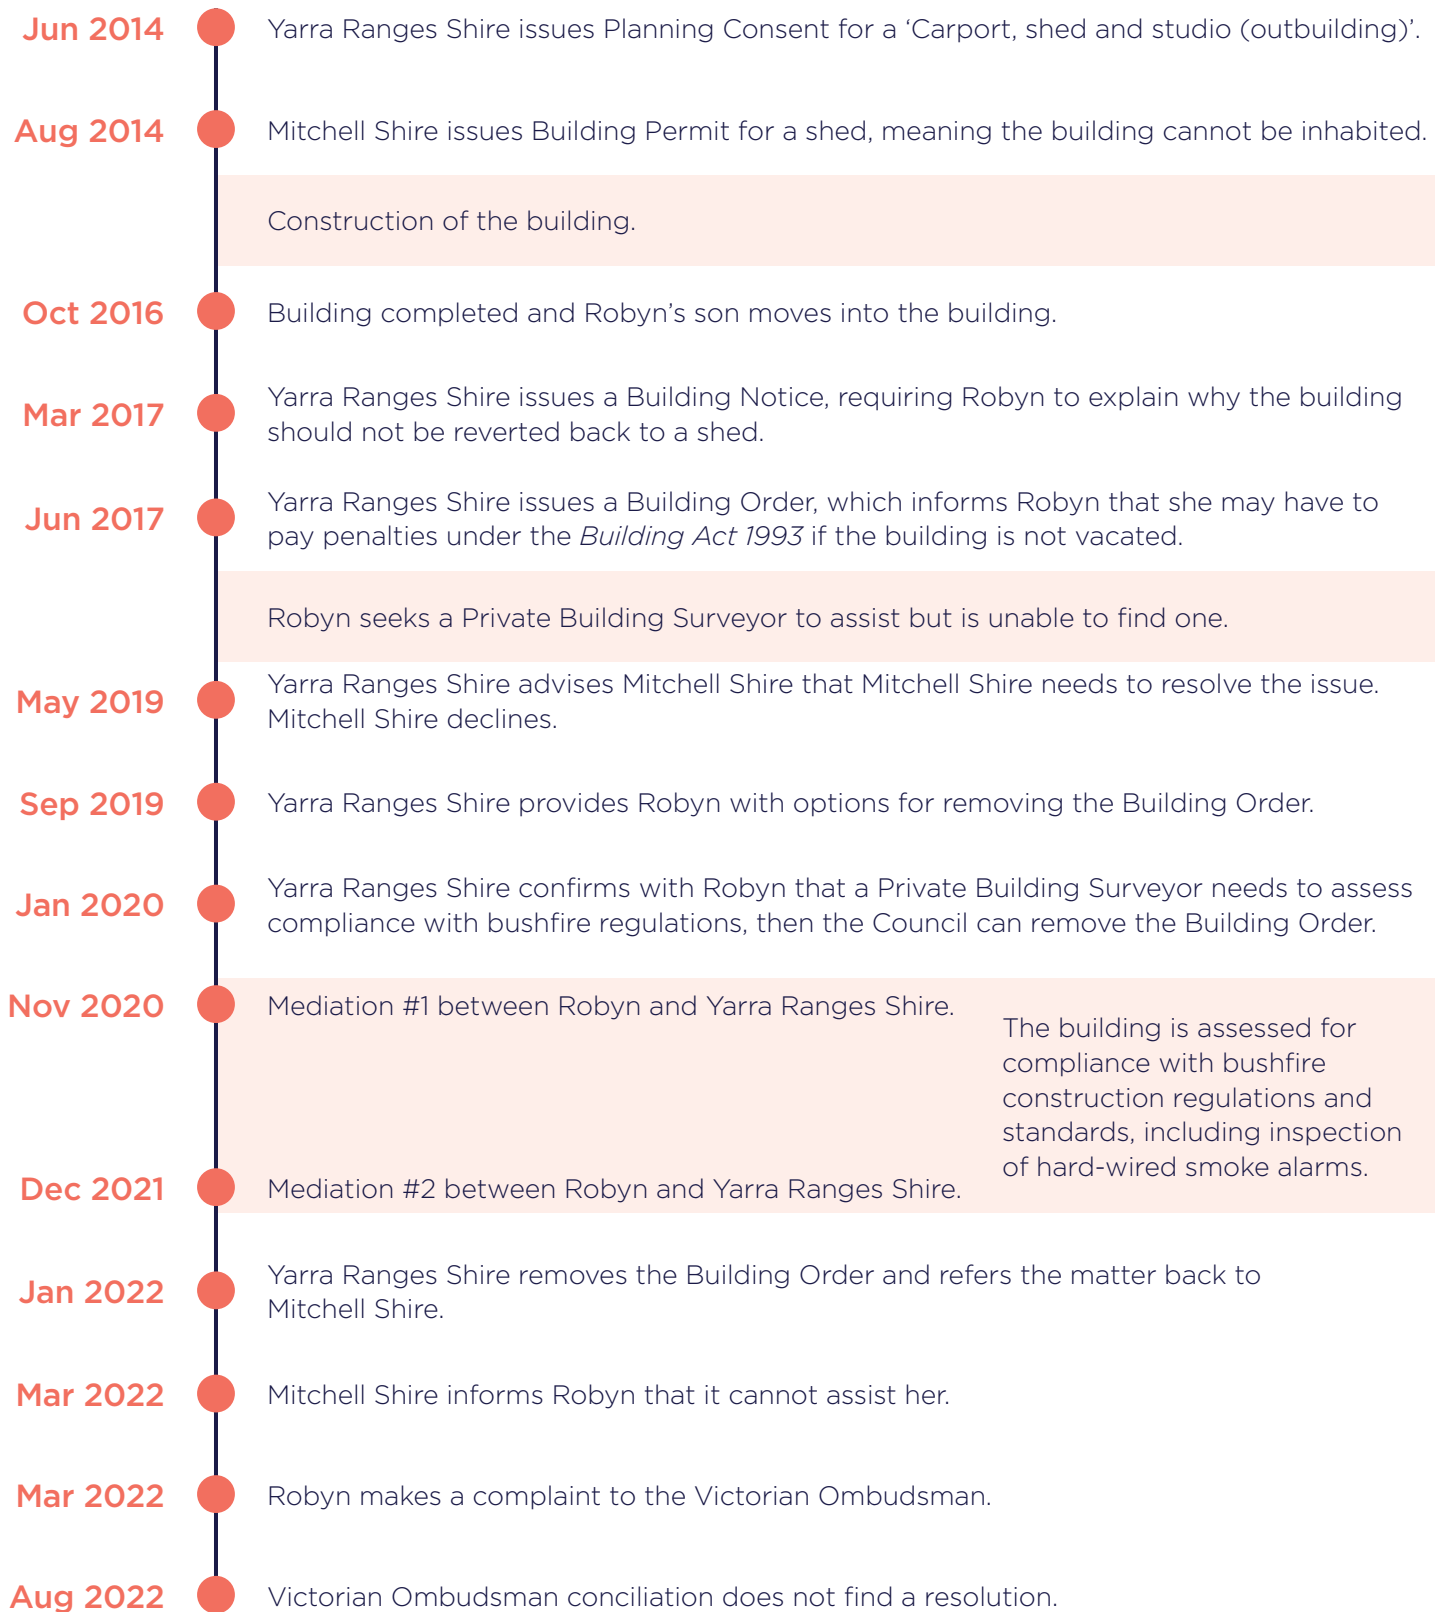 Jun 2014
Yarra Ranges Shire issues Planning Consent for a ‘Carport, shed and studio (outbuilding)’.
Aug 2014
Mitchell Shire issues Building Permit for a shed, meaning the building cannot be inhabited.
Construction of the building.
Oct 2016
Building completed and Robyn’s son moves into the building.
Mar 2017
Yarra Ranges Shire issues a Building Notice, requiring Robyn to explain why the building
should not be reverted back to a shed.
Jun 2017
Yarra Ranges Shire issues a Building Order, which informs Robyn that she may have to
pay penalties under the Building Act 1993 if the building is not vacated.
Robyn seeks a Private Building Surveyor to assist but is unable to find one.
May 2019
Yarra Ranges Shire advises Mitchell Shire that Mitchell Shire needs to resolve the issue.
Mitchell Shire declines.
Sep 2019
Yarra Ranges Shire provides Robyn with options for removing the Building Order.
Jan 2020
Yarra Ranges Shire confirms with Robyn that a Private Building Surveyor needs to assess
compliance with bushfire regulations, then the Council can remove the Building Order.
Nov 2020
Mediation #1 between Robyn and Yarra Ranges Shire.
The building is assessed for
compliance with bushfire
construction regulations and
standards, including inspection
of hard-wired smoke alarms.
Dec 2021
Mediation #2 between Robyn and Yarra Ranges Shire.
Jan 2022
Yarra Ranges Shire removes the Building Order and refers the matter back to
Mitchell Shire.
Mar 2022
Mitchell Shire informs Robyn that it cannot assist her.
Mar 2022
Robyn makes a complaint to the Victorian Ombudsman.
Aug 2022
Victorian Ombudsman conciliation does not find a resolution.